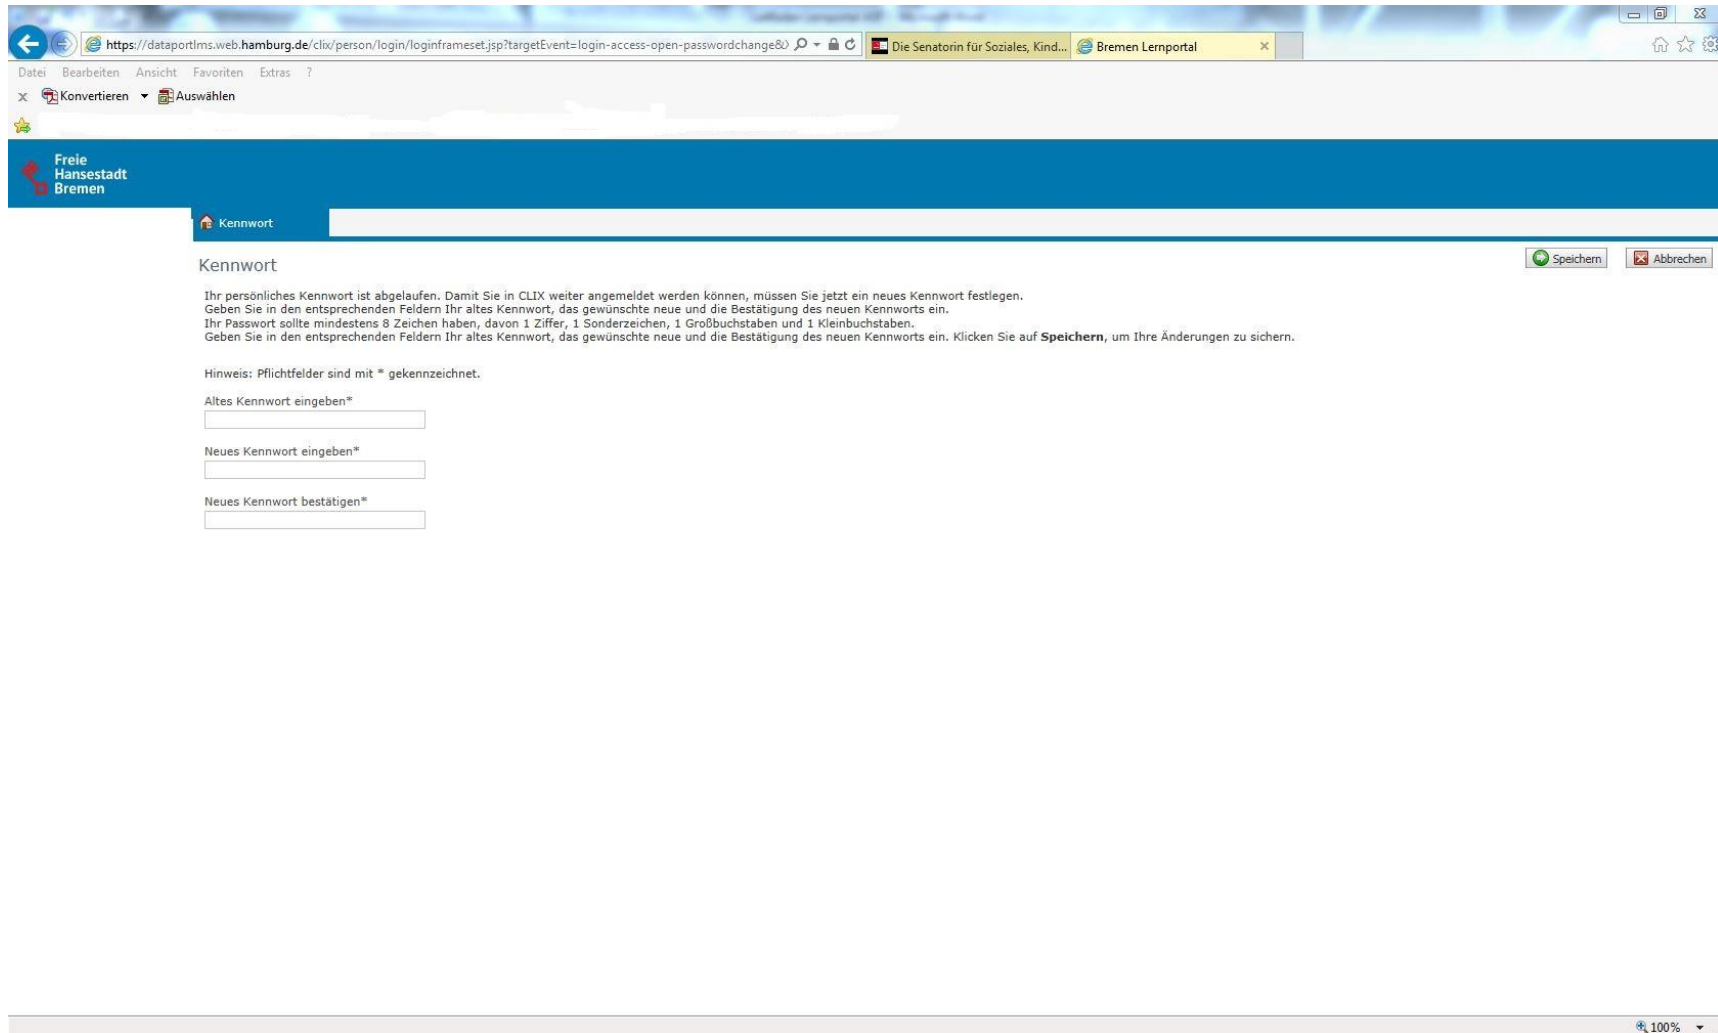 https://dataportlms.web.hamburg.de/clix/person/login/loginframeset.jsp?targetEvent=login-access-open-passwordchange&
Die Senatorin für Soziales, Kind...
Bremen Lernportal
Datei Bearbeiten Ansicht Favoriten Extras ?
x Konvertieren Auswählen
Freie
Hansestadt
Bremen
Kennwort
Kennwort
Speichern Abbrechen
Ihr persönliches Kennwort ist abgelaufen. Damit Sie in CLIX weiter angemeldet werden können, müssen Sie jetzt ein neues Kennwort festlegen.
Geben Sie in den entsprechenden Feldern Ihr altes Kennwort, das gewünschte neue und die Bestätigung des neuen Kennworts ein.
Ihr Passwort sollte mindestens 8 Zeichen haben, davon 1 Ziffer, 1 Sonderzeichen, 1 Großbuchstaben und 1 Kleinbuchstaben.
Geben Sie in den entsprechenden Feldern Ihr altes Kennwort, das gewünschte neue und die Bestätigung des neuen Kennworts ein. Klicken Sie auf Speichern, um Ihre Änderungen zu sichern.
Hinweis: Pflichtfelder sind mit * gekennzeichnet.
Altes Kennwort eingeben*
Neues Kennwort eingeben*
Neues Kennwort bestätigen*
100%